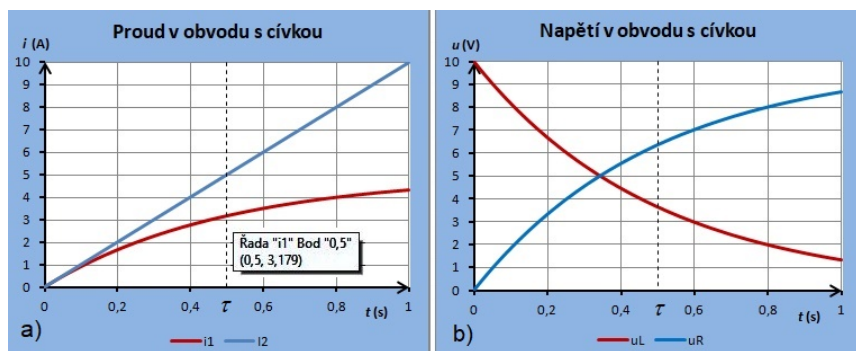 Proud v obvodu s cívkou
i (A)
10
9
8
7
6
5
4
3
2
1
0
Řada "i1" Bod "0,5"
(0,5, 3,179)
0 0,2 τ 0,6 0,8 1
t (s)
a)
i1 I2
Napětí v obvodu s cívkou
u (V)
10
9
8
7
6
5
4
3
2
1
0
0 0,2 0,4 τ 0,6 0,8 1
t (s)
b)
uL uR